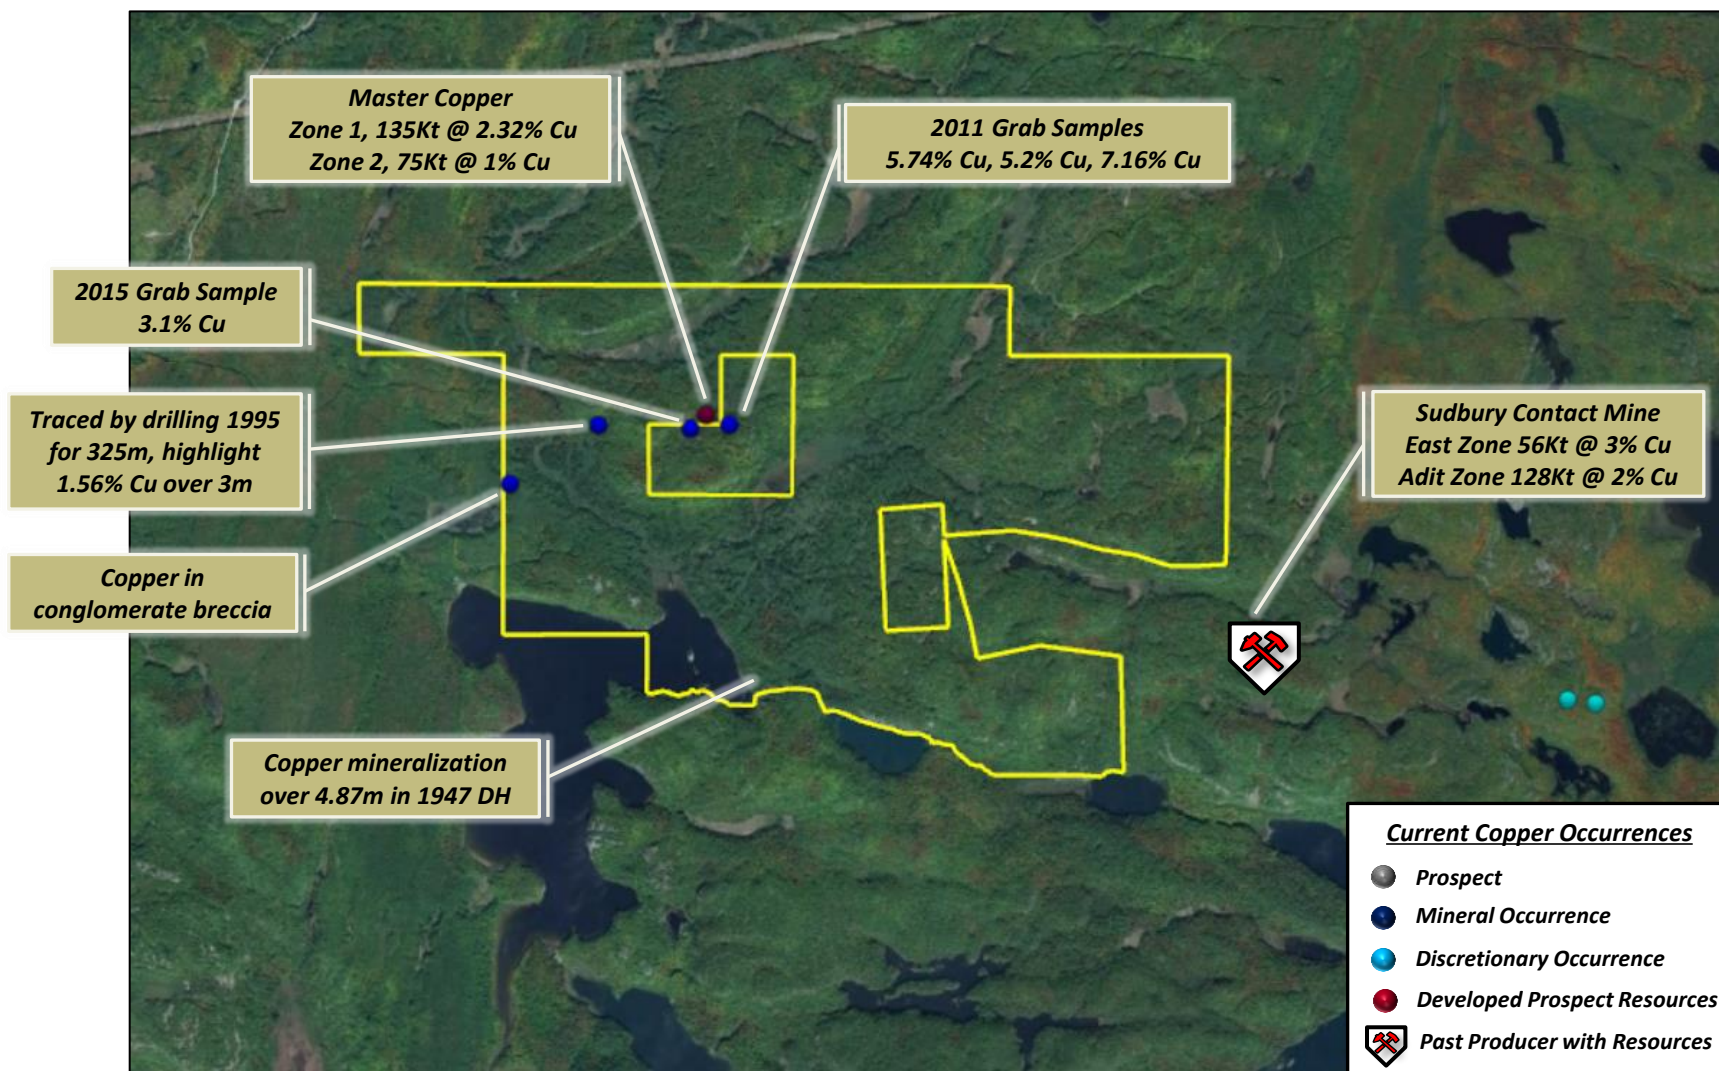 Master Copper
Zone 1, 135Kt @ 2.32% Cu
Zone 2, 75Kt @ 1% Cu
2011 Grab Samples
5.74% Cu, 5.2% Cu, 7.16% Cu
2015 Grab Sample
3.1% Cu
Traced by drilling 1995
for 325m, highlight
1.56% Cu over 3m
Sudbury Contact Mine
East Zone 56Kt @ 3% Cu
Adit Zone 128Kt @ 2% Cu
Copper in
conglomerate breccia
Copper mineralization
over 4.87m in 1947 DH
Current Copper Occurrences
Prospect
Mineral Occurrence
Discretionary Occurrence
Developed Prospect Resources
Past Producer with Resources